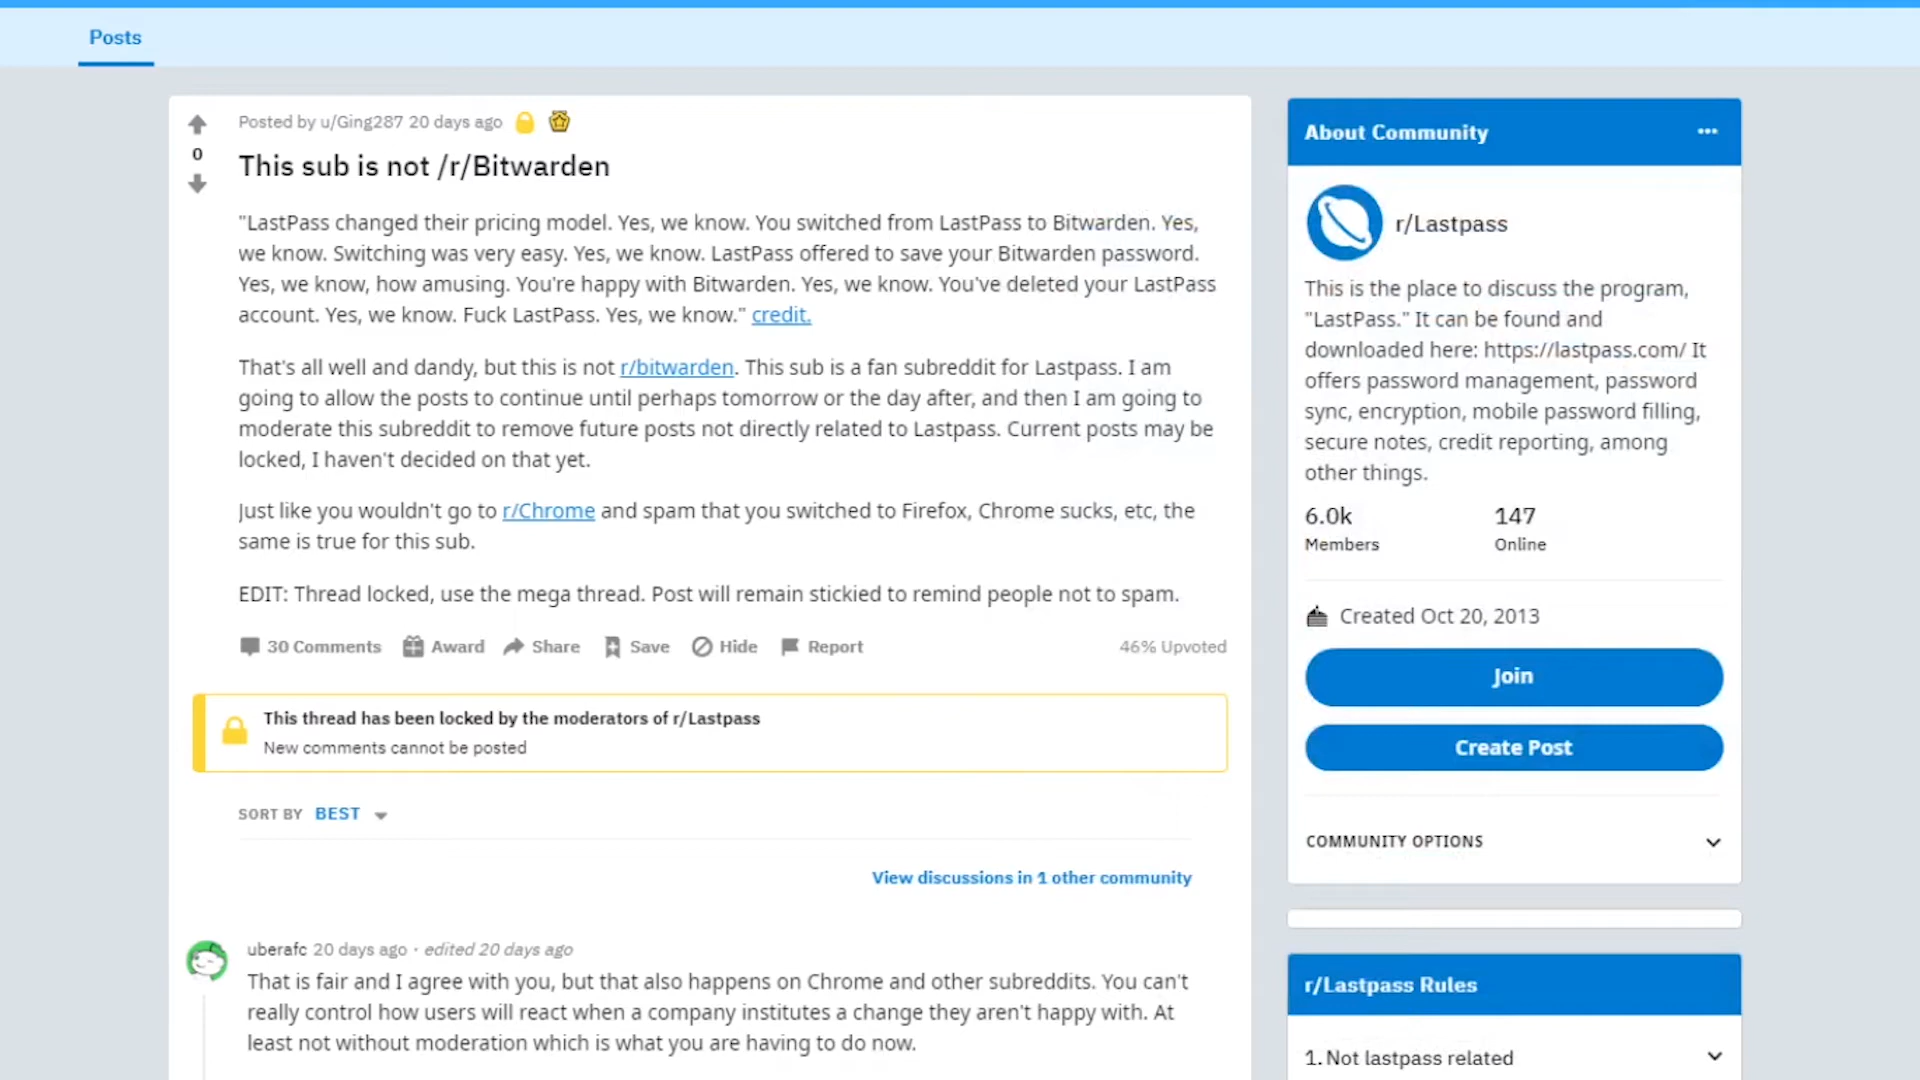 Posts
Posted by u/Ging287 20 days ago
0
This sub is not /r/Bitwarden
"LastPass changed their pricing model. Yes, we know. You switched from LastPass to Bitwarden. Yes,
we know. Switching was very easy. Yes, we know. LastPass offered to save your Bitwarden password.
Yes, we know, how amusing. You're happy with Bitwarden. Yes, we know. You've deleted your LastPass
account. Yes, we know. Fuck LastPass. Yes, we know." credit.
That's all well and dandy, but this is not r/bitwarden. This sub is a fan subreddit for Lastpass. I am
going to allow the posts to continue until perhaps tomorrow or the day after, and then I am going to
moderate this subreddit to remove future posts not directly related to Lastpass. Current posts may be
locked, I haven't decided on that yet.
Just like you wouldn't go to r/Chrome and spam that you switched to Firefox, Chrome sucks, etc, the
same is true for this sub.
EDIT: Thread locked, use the mega thread. Post will remain stickied to remind people not to spam.
30 Comments Award Share Save Hide Report 46% Upvoted
This thread has been locked by the moderators of r/Lastpass
New comments cannot be posted
SORT BY BEST
View discussions in 1 other community
uberafc 20 days ago · edited 20 days ago
That is fair and I agree with you, but that also happens on Chrome and other subreddits. You can't
really control how users will react when a company institutes a change they aren't happy with. At
least not without moderation which is what you are having to do now.
About Community
r/Lastpass
This is the place to discuss the program,
"LastPass." It can be found and
downloaded here: https://lastpass.com/ It
offers password management, password
sync, encryption, mobile password filling,
secure notes, credit reporting, among
other things.
6.0k 147
Members Online
Created Oct 20, 2013
Join
Create Post
COMMUNITY OPTIONS
r/Lastpass Rules
1. Not lastpass related